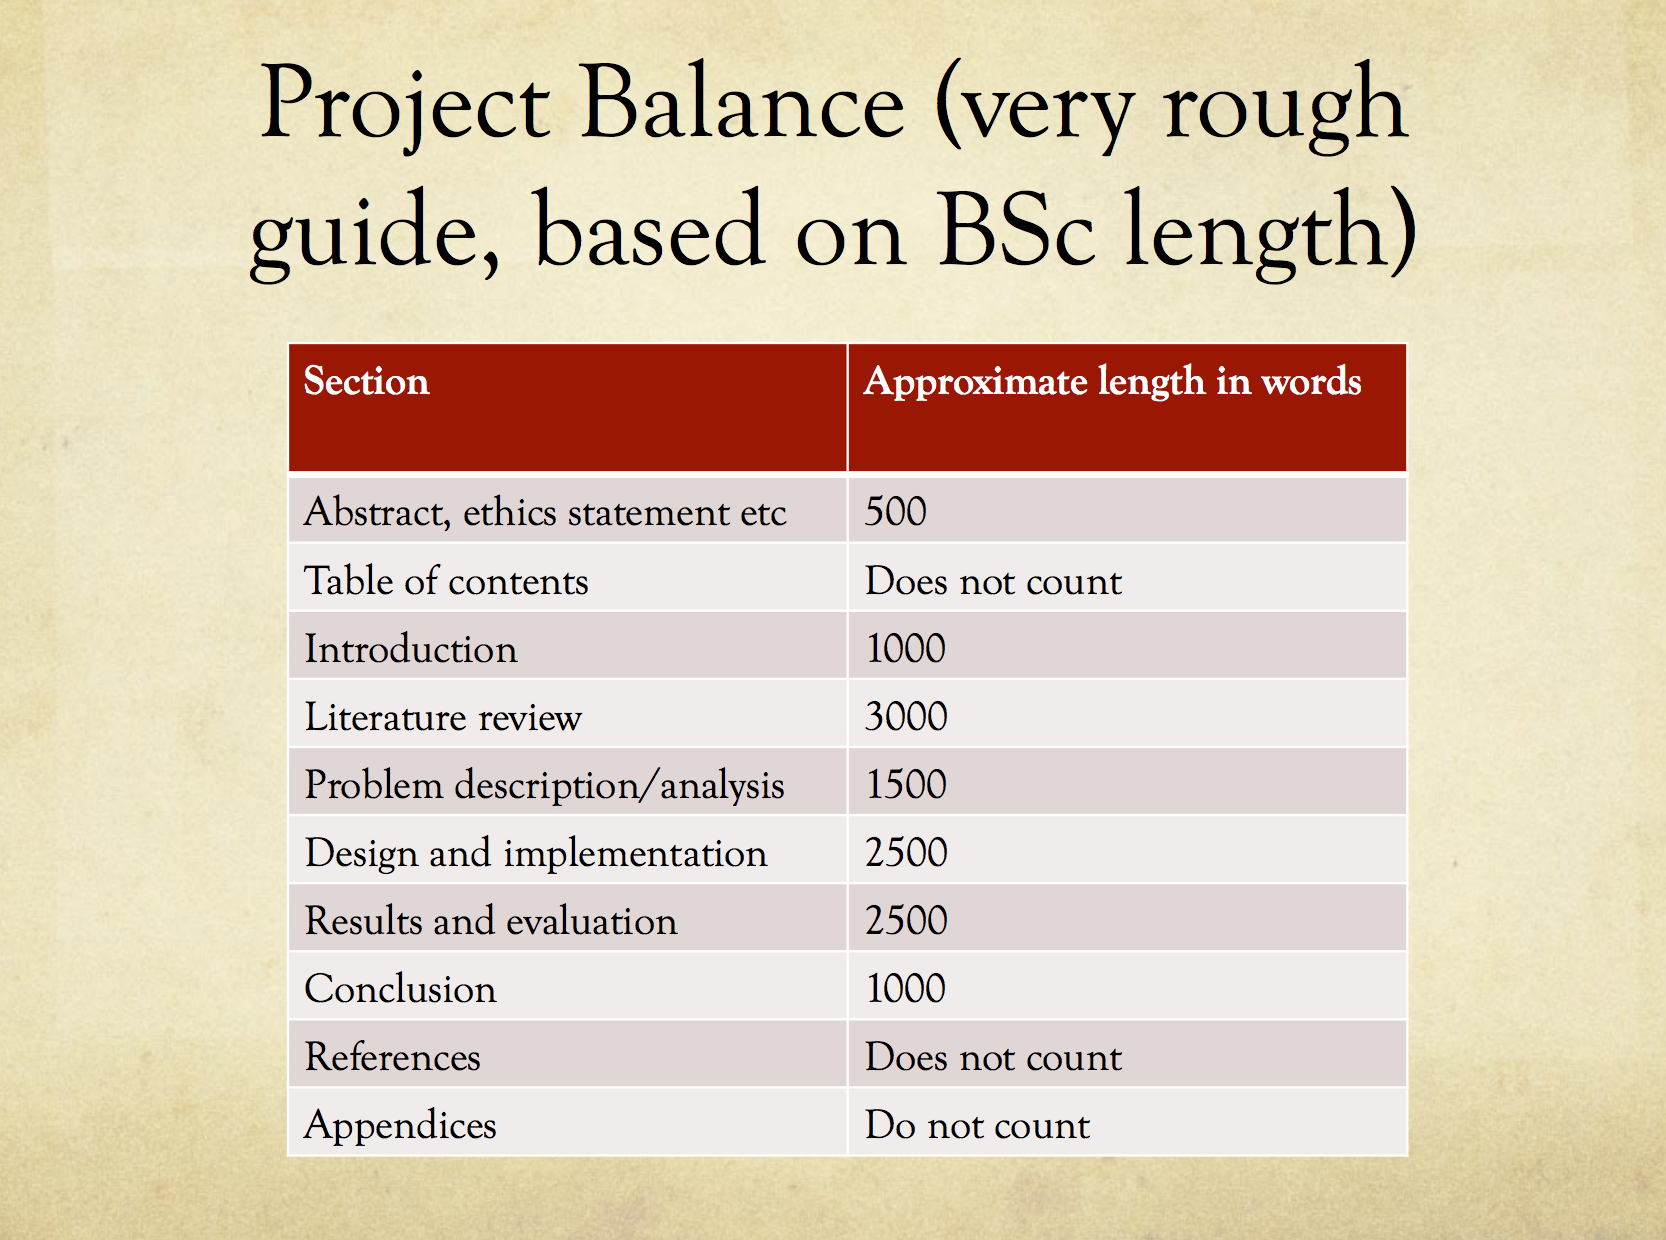 Project Balance (very rough
guide, based on BSc length)
Section Approximate length in words
Abstract, ethics statement etc 500
Table of contents Does not count
Introduction 1000
Literature review 3000
Problem description/analysis 1500
Design and implementation 2500
Results and evaluation 2500
Conclusion 1000
References Does not count
Appendices Do not count